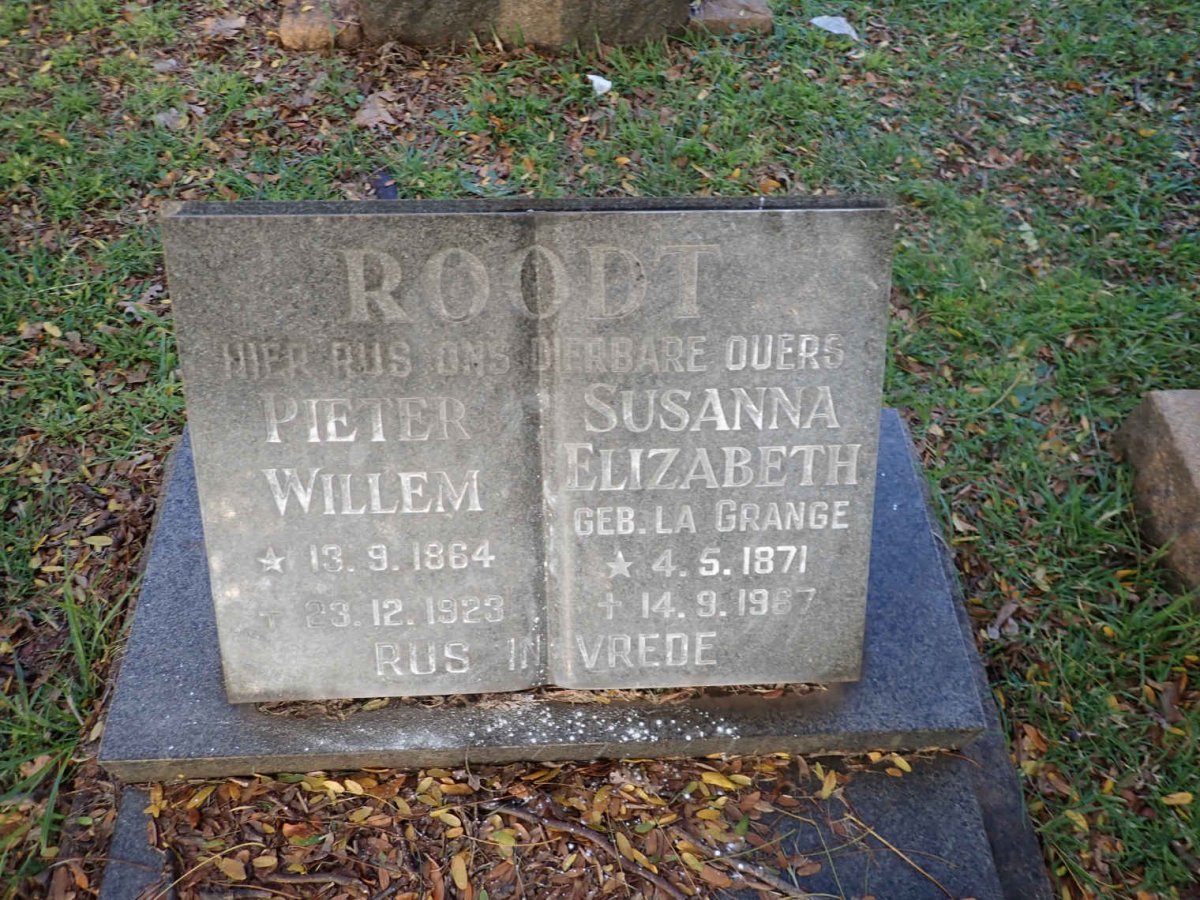 ROODT
HIER RUS ONS DIERBARE OUERS
PIETER
WILLEM
★ 13.9.1864
✝ 23.12.1923
SUSANNA
ELIZABETH
GEB. LA GRANGE
★ 4.5.1871
✝ 14.9.1967
RUS IN VREDE